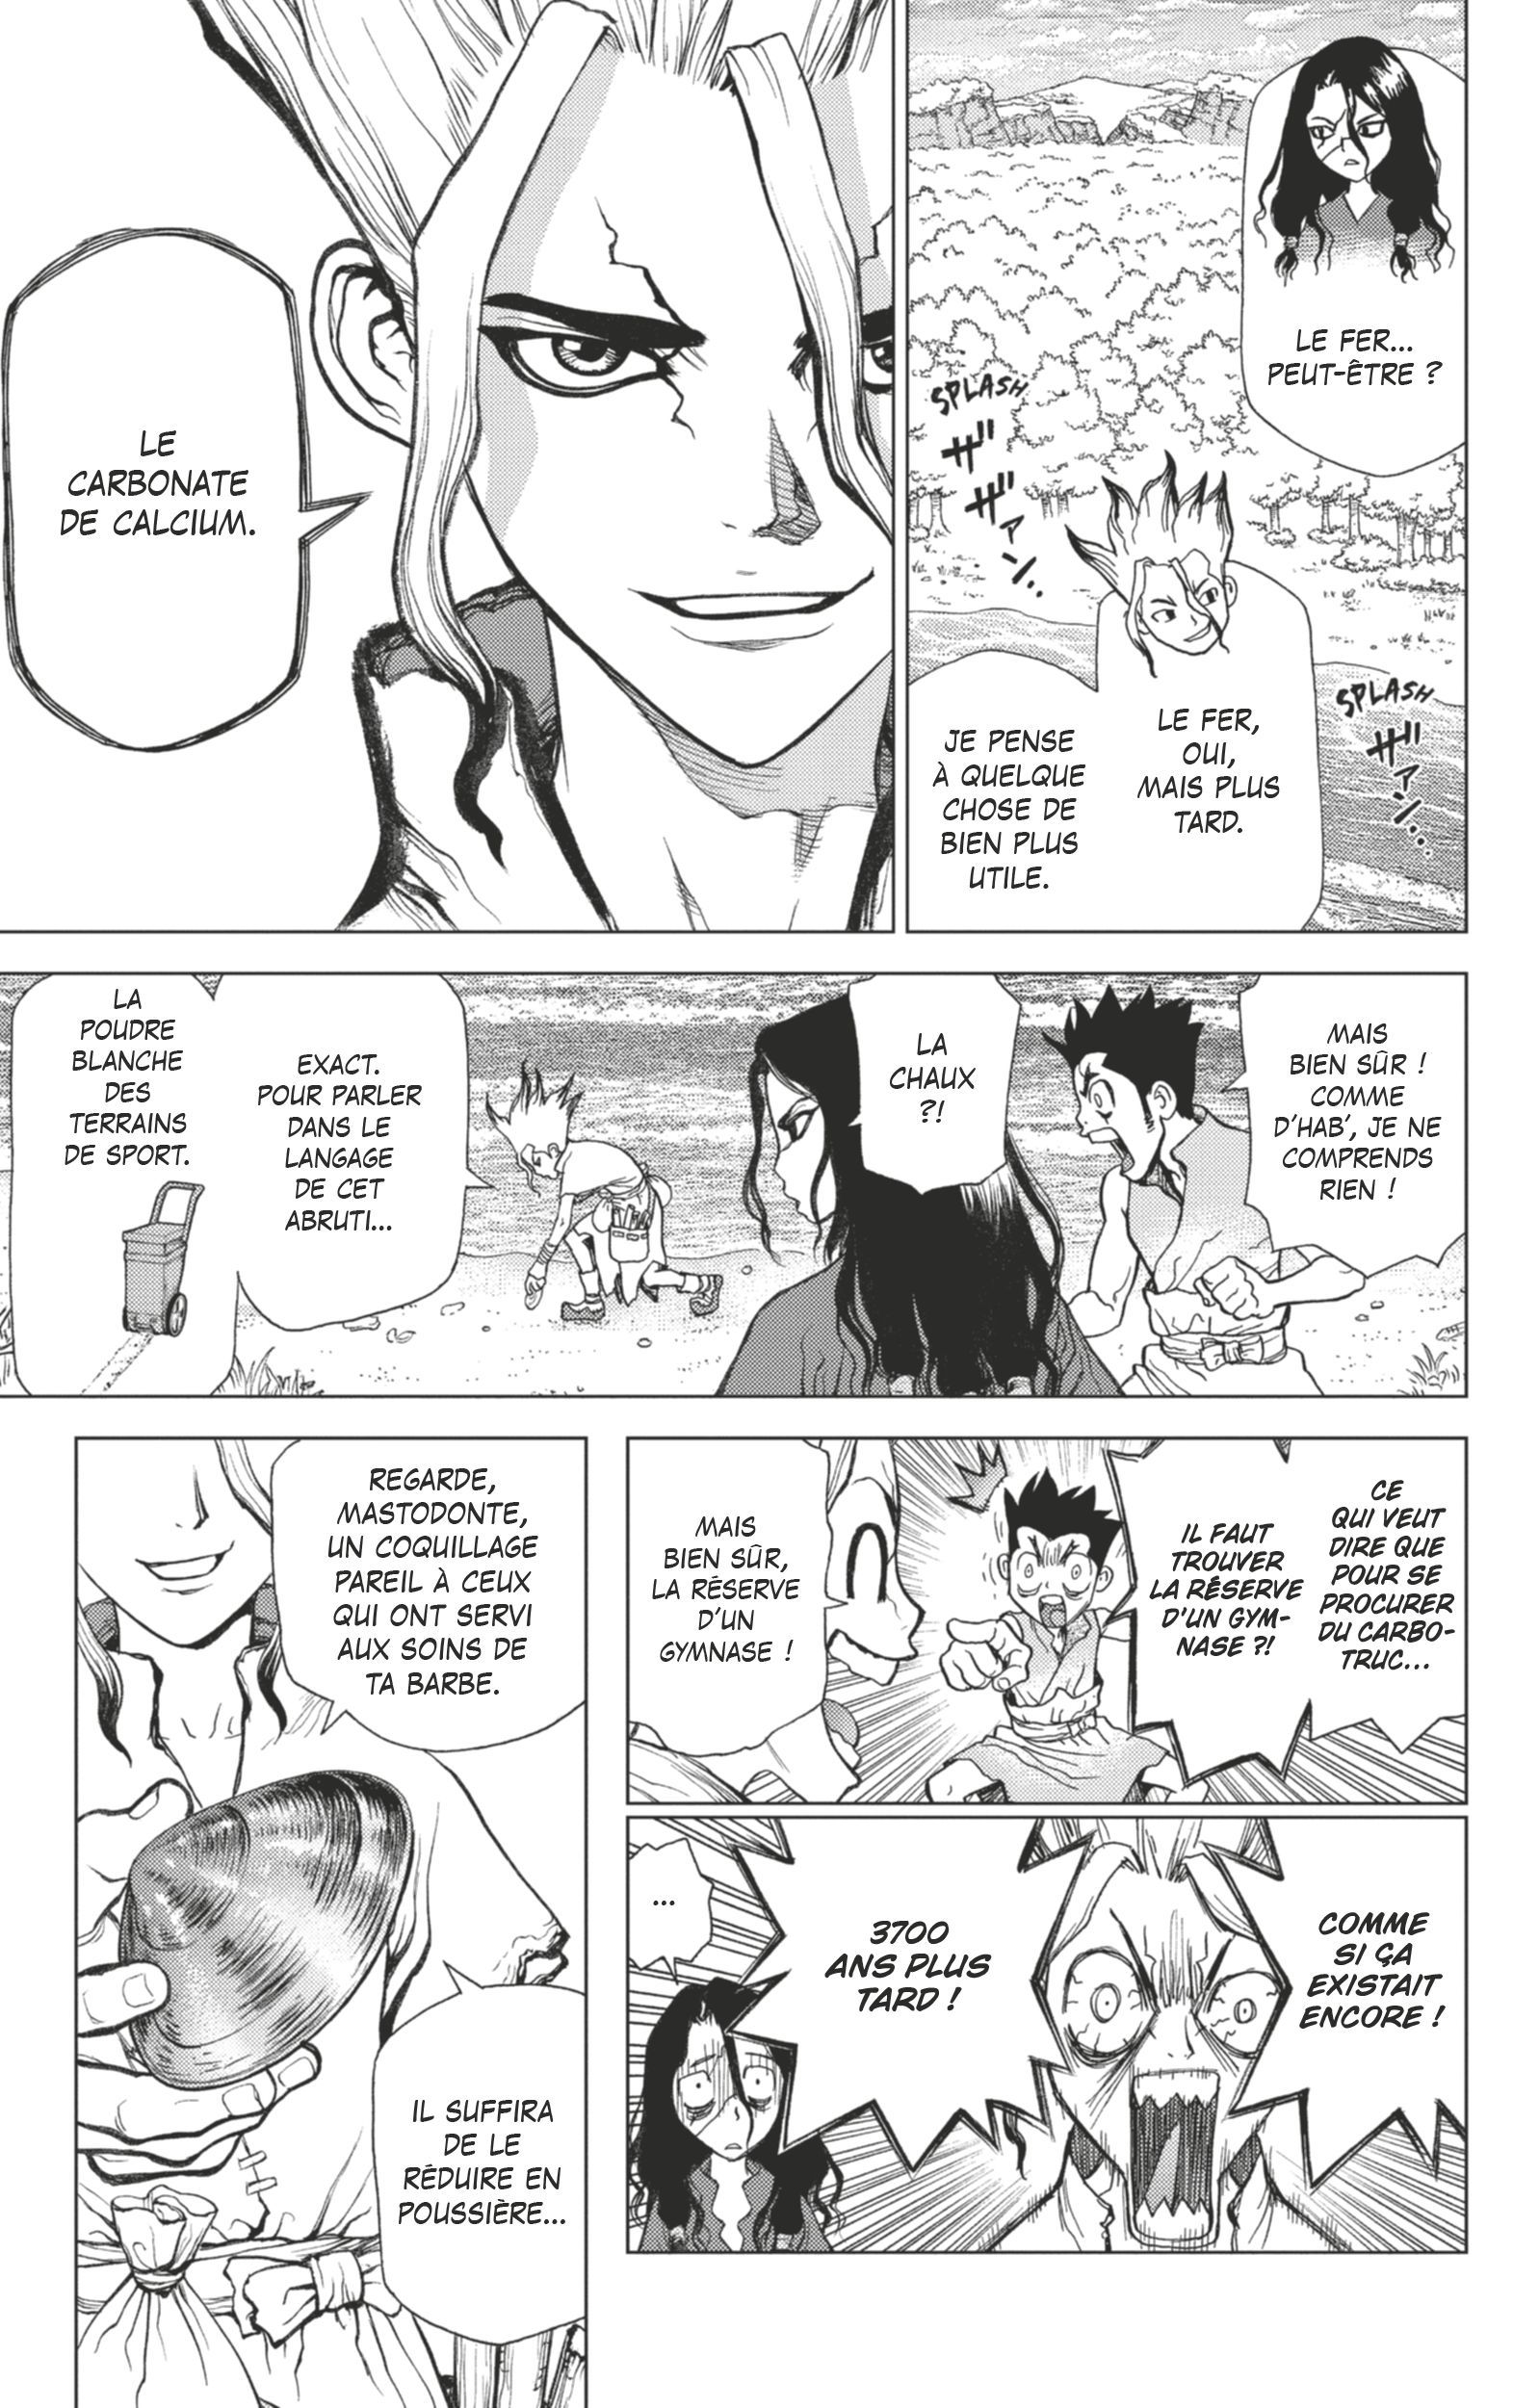 LE FER...
PEUT-ÊTRE ?
SPLASH
ザザァン‥
LE FER,
OUI,
MAIS PLUS
TARD.
JE PENSE
À QUELQUE
CHOSE DE
BIEN PLUS
UTILE.
SPLASH
ザァン‥
LE
CARBONATE
DE CALCIUM.
MAIS
BIEN SÛR !
COMME
D'HAB', JE NE
COMPRENDS
RIEN !
LA
CHAUX
?!
EXACT.
POUR PARLER
DANS LE
LANGAGE
DE CET
ABRUTI...
LA
POUDRE
BLANCHE
DES
TERRAINS
DE SPORT.
CE
QUI VEUT
DIRE QUE
POUR SE
PROCURER
DU CARBO-
TRUC...
IL FAUT
TROUVER
LA RÉSERVE
D'UN GYM-
NASE ?!
MAIS
BIEN SÛR,
LA RÉSERVE
D'UN
GYMNASE !
COMME
SI ÇA
EXISTAIT
ENCORE !
3700
ANS PLUS
TARD !
...
REGARDE,
MASTODONTE,
UN COQUILLAGE
PAREIL À CEUX
QUI ONT SERVI
AUX SOINS DE
TA BARBE.
IL SUFFIRA
DE LE
RÉDUIRE EN
POUSSIÈRE...